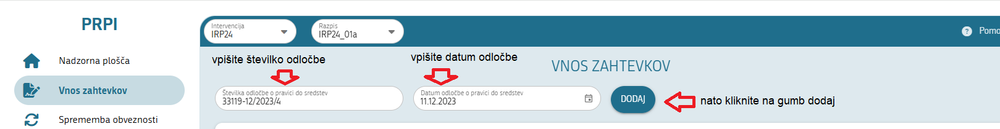 PRPI
Nadzorna plošča
Vnos zahtevkov
Sprememba obveznosti
Intervencija
IRP24
Razpis
IRP24_01a
Pomo
vpišite številko odločbe
vpišite datum odločbe
VNOS ZAHTEVKOV
Številka odločbe o pravici do sredstev
33119-12/2023/4
Datum odločbe o pravici do sredstev
11.12.2023
DODAJ
nato kliknite na gumb dodaj